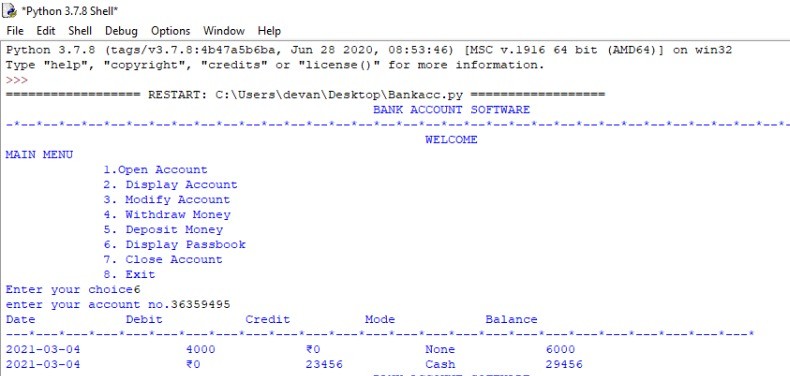 *Python 3.7.8 Shell*
File Edit Shell Debug Options Window Help
Python 3.7.8 (tags/v3.7.8:4b47a5b6ba, Jun 28 2020, 08:53:46) [MSC v.1916 64 bit (AMD64)] on win32
Type "help", "copyright", "credits" or "license()" for more information.
>>>
================== RESTART: C:\Users\devan\Desktop\Bankacc.py ==================
BANK ACCOUNT SOFTWARE
-*--*--*--*--*--*--*--*--*--*--*--*--*--*--*--*--*--*--*--*--*--*--*--*--*--*--*--*--*--*--*--*--*--*--*-
WELCOME
MAIN MENU
1.Open Account
2. Display Account
3. Modify Account
4. Withdraw Money
5. Deposit Money
6. Display Passbook
7. Close Account
8. Exit
Enter your choice6
enter your account no.36359495
Date Debit Credit Mode Balance
---*---*---*---*---*---*---*---*---*---*---*---*---*---*---*---*---*---*---*---*---*---*---*---*---*
2021-03-04 4000 ₹0 None 6000
2021-03-04 ₹0 23456 Cash 29456
BANK ACCOUNT SOFTWARE